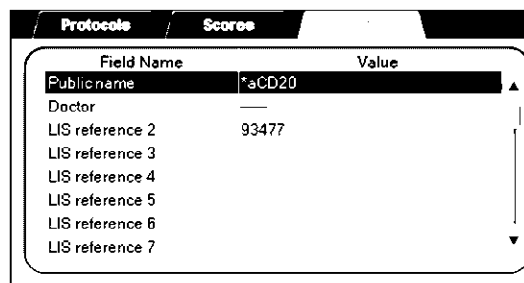 Protocols Scores
Field Name Value
Public name *aCD20
Doctor ----
LIS reference 2 93477
LIS reference 3
LIS reference 4
LIS reference 5
LIS reference 6
LIS reference 7